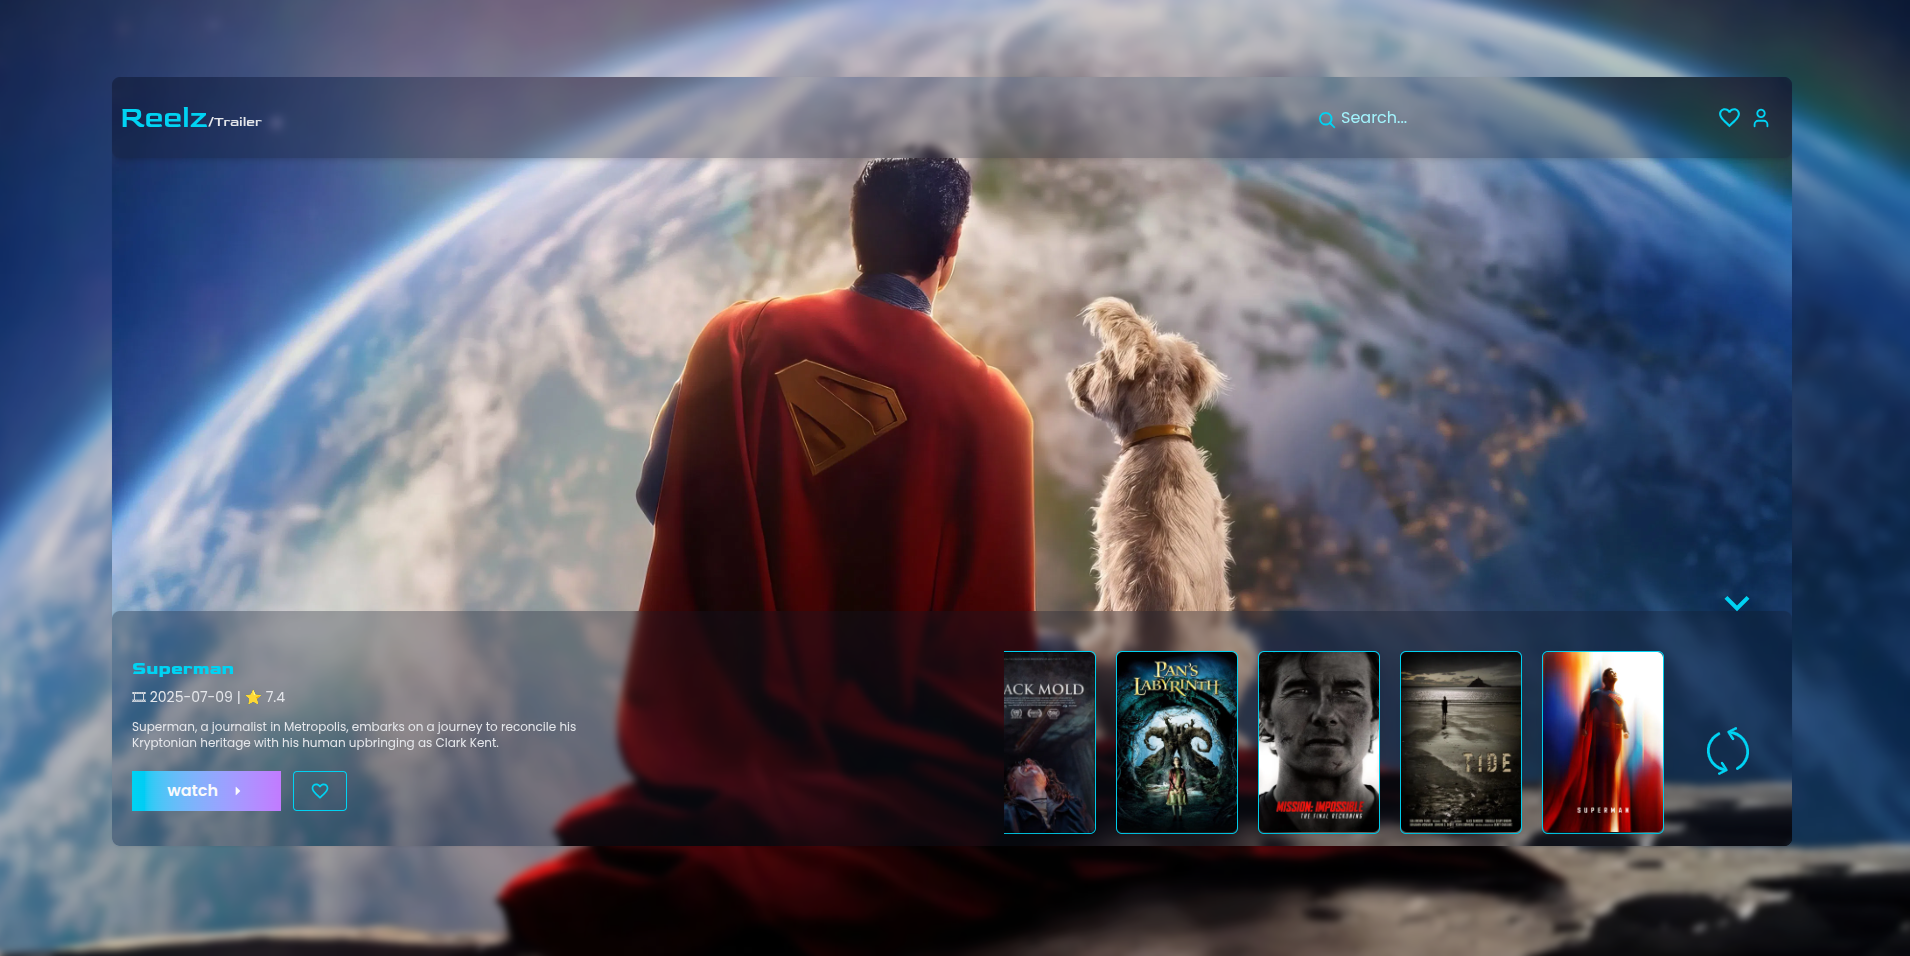 Reelz/Trailer
Search...
Superman
2025-07-09 | ⭐ 7.4
Superman, a journalist in Metropolis, embarks on a journey to reconcile his
Kryptonian heritage with his human upbringing as Clark Kent.
watch
ACK MOLD
PAN'S
LABYRINTH
MISSION: IMPOSSIBLE
THE FINAL RECKONING
TIDE
SUPERMAN